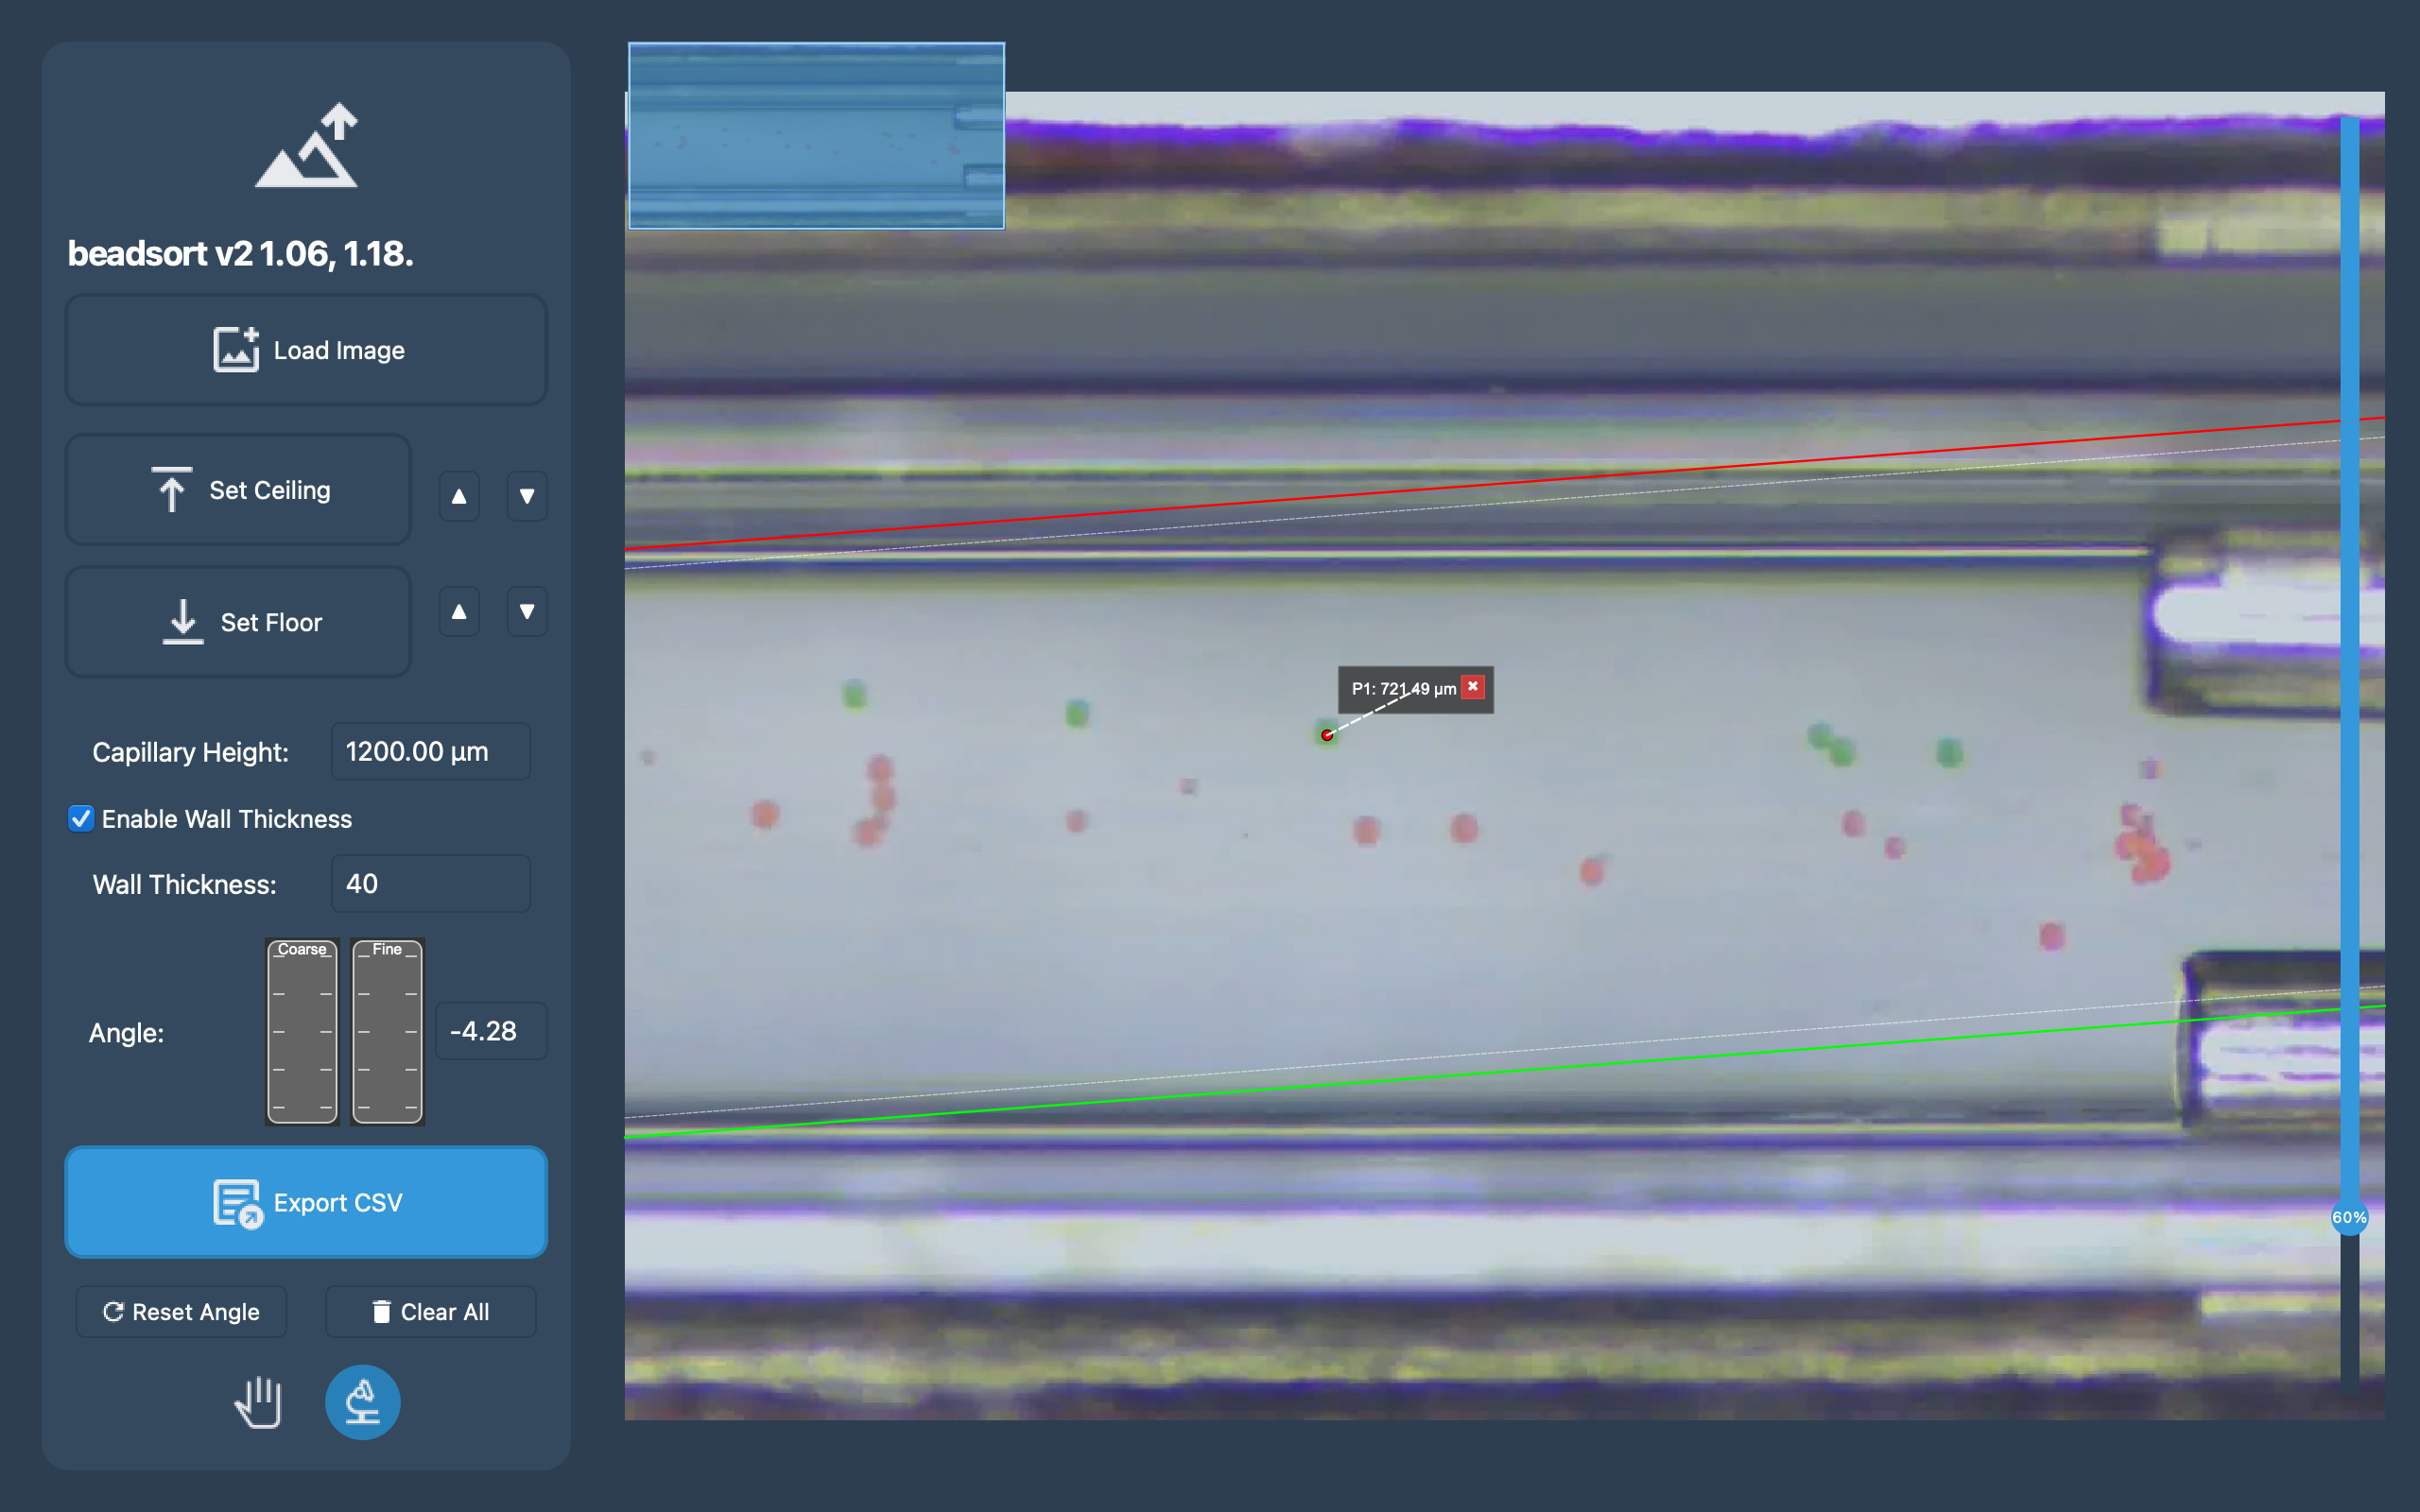 beadsort v2 1.06, 1.18.
Load Image
Set Ceiling
▲ ▼
Set Floor
▲ ▼
Capillary Height: 1200.00 µm
Enable Wall Thickness
Wall Thickness: 40
Coarse Fine
Angle: -4.28
Export CSV
Reset Angle Clear All
P1: 721.49 µm
60%